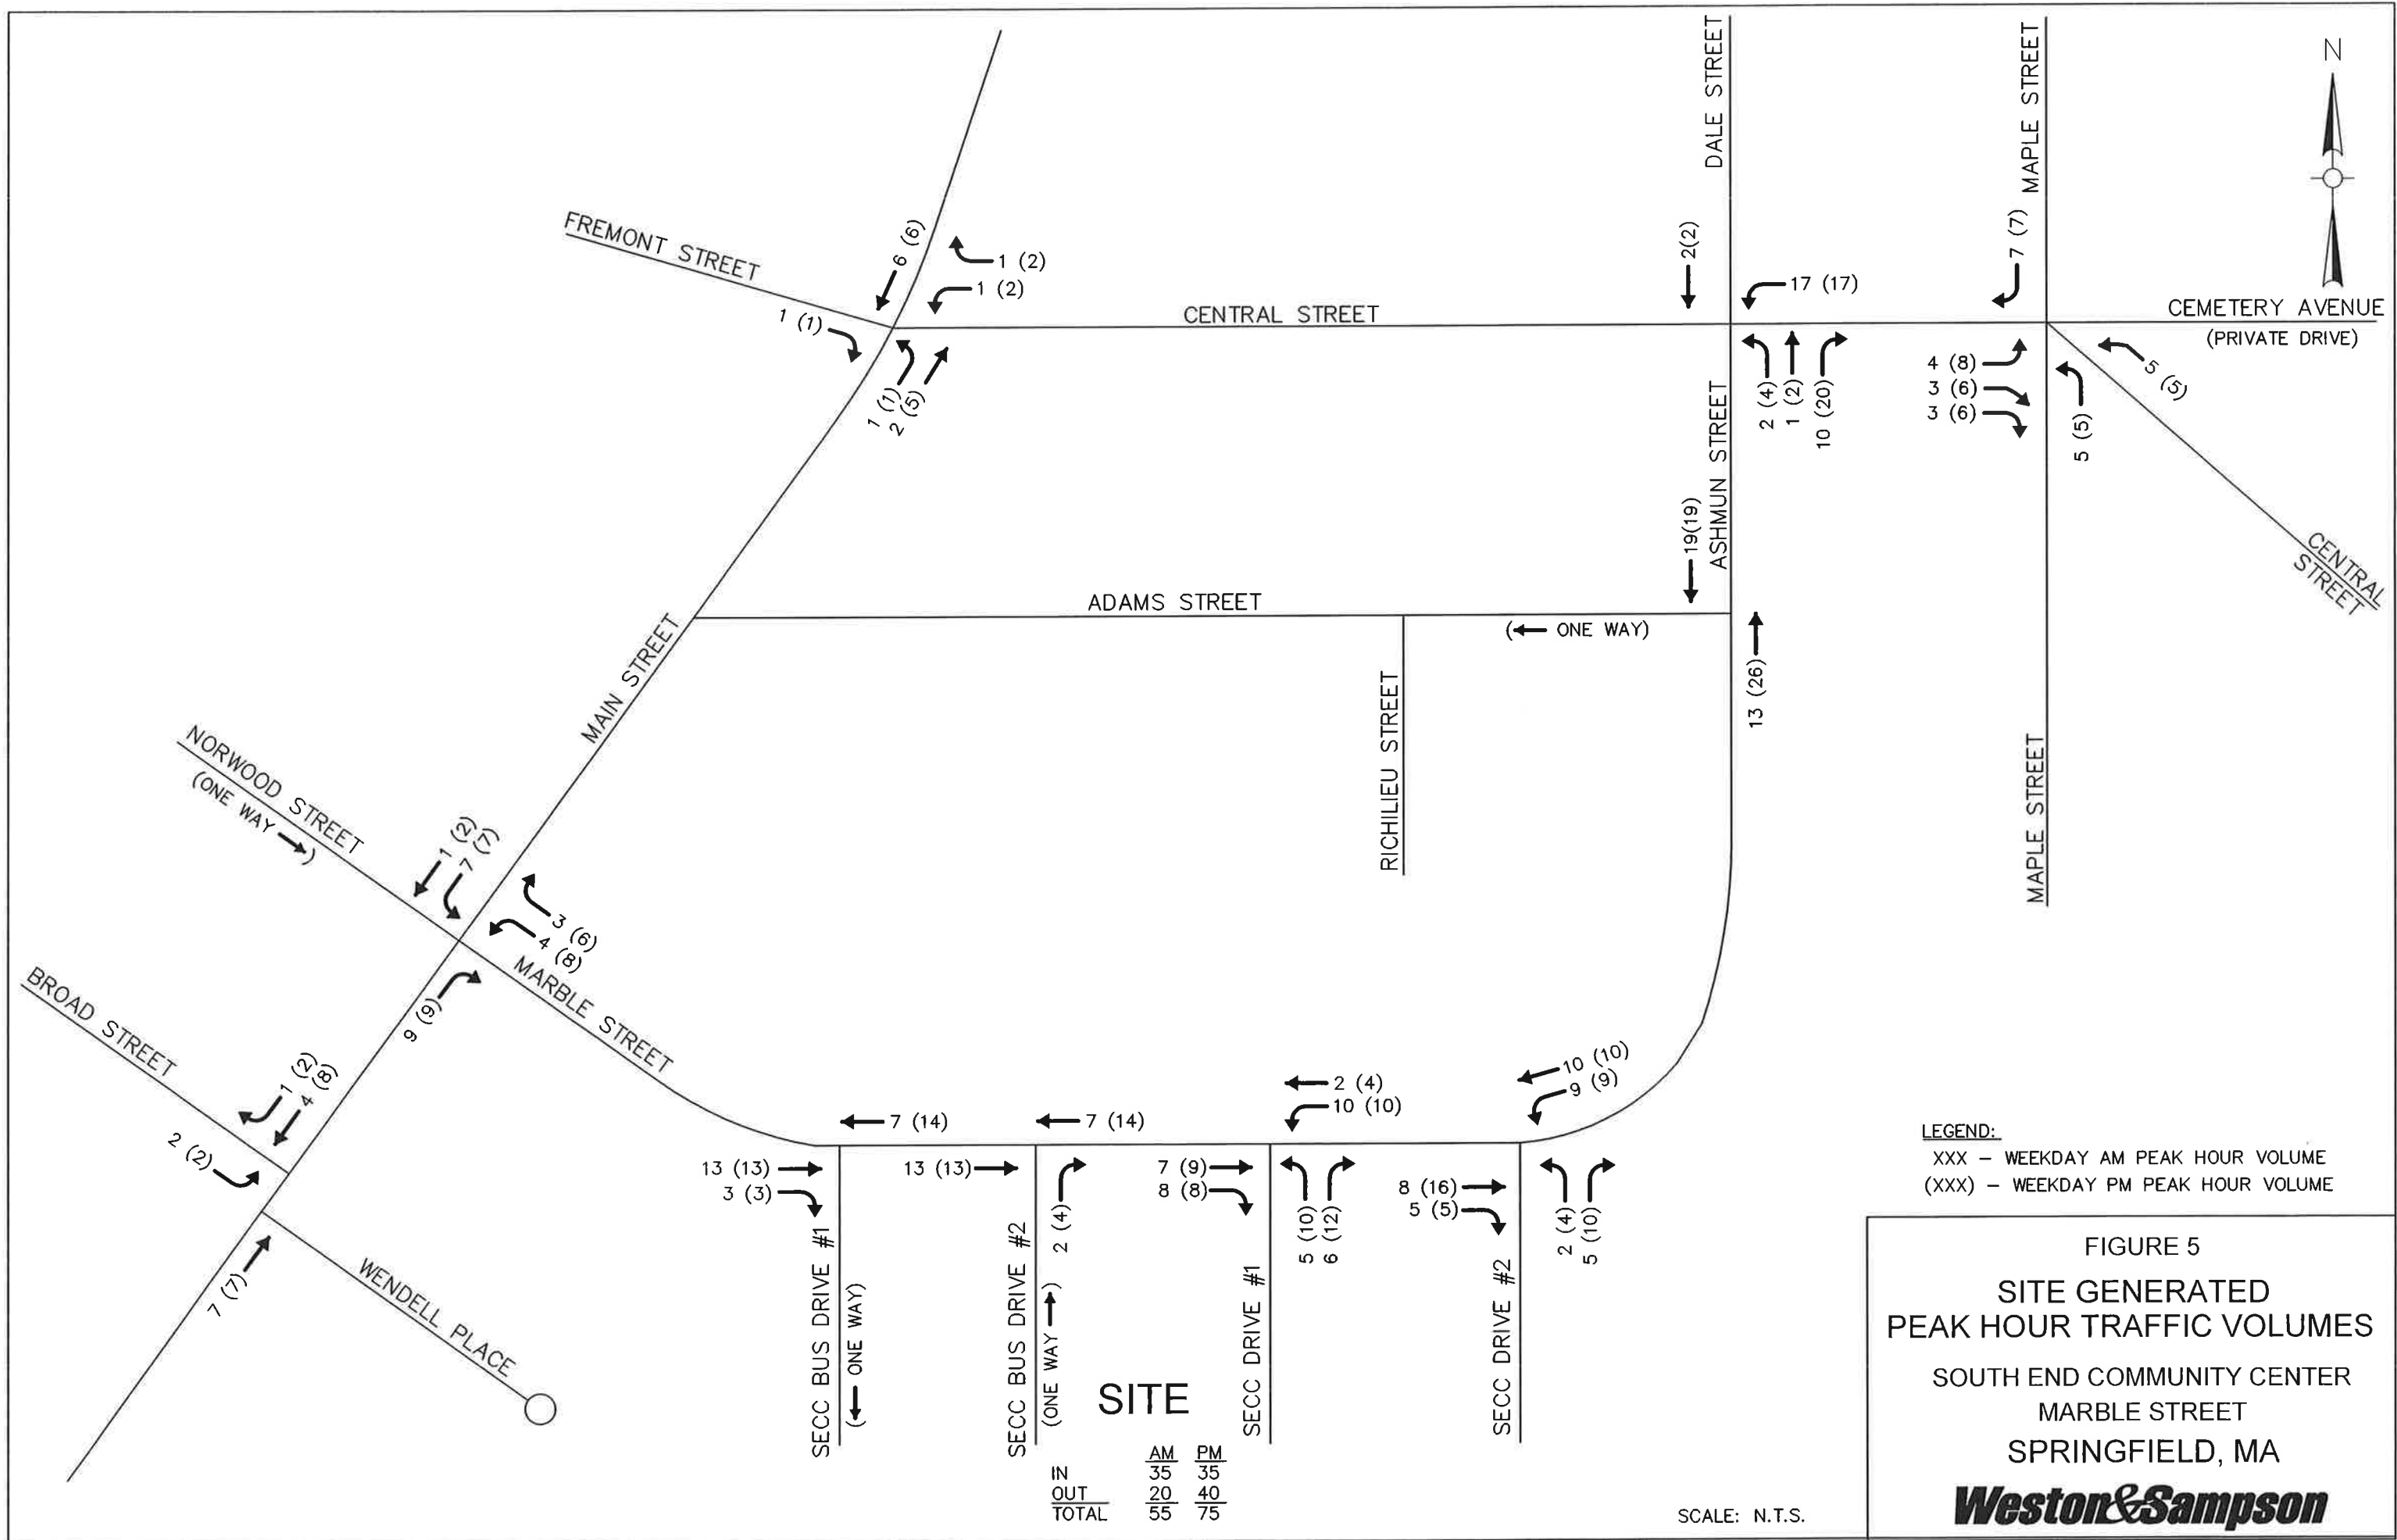 DALE STREET
MAPLE STREET
N
FREMONT STREET
6 (6)
1 (2)
1 (2)
1 (1)
1 (1)
2 (5)
CENTRAL STREET
2(2)
17 (17)
7 (7)
CEMETERY AVENUE
(PRIVATE DRIVE)
2 (4)
1 (2)
10 (20)
4 (8)
3 (6)
3 (6)
5 (5)
5 (5)
CENTRAL
STREET
ASHMUN STREET
19(19)
ADAMS STREET
(← ONE WAY)
13 (26)
MAIN STREET
RICHILIEU STREET
MAPLE STREET
NORWOOD STREET
(ONE WAY →)
1 (2)
7 (7)
3 (6)
4 (8)
MARBLE STREET
9 (9)
BROAD STREET
1 (2)
4 (8)
2 (2)
7 (7)
WENDELL PLACE
7 (14)
7 (14)
2 (4)
10 (10)
10 (10)
9 (9)
13 (13)
3 (3)
13 (13)
2 (4)
7 (9)
8 (8)
5 (10)
6 (12)
8 (16)
5 (5)
2 (4)
5 (10)
SECC BUS DRIVE #1
(← ONE WAY)
SECC BUS DRIVE #2
(ONE WAY →)
SECC DRIVE #1
SECC DRIVE #2
SITE
AM PM
IN 35 35
OUT 20 40
TOTAL 55 75
LEGEND:
XXX – WEEKDAY AM PEAK HOUR VOLUME
(XXX) – WEEKDAY PM PEAK HOUR VOLUME
SCALE: N.T.S.
FIGURE 5
SITE GENERATED
PEAK HOUR TRAFFIC VOLUMES
SOUTH END COMMUNITY CENTER
MARBLE STREET
SPRINGFIELD, MA
Weston&Sampson